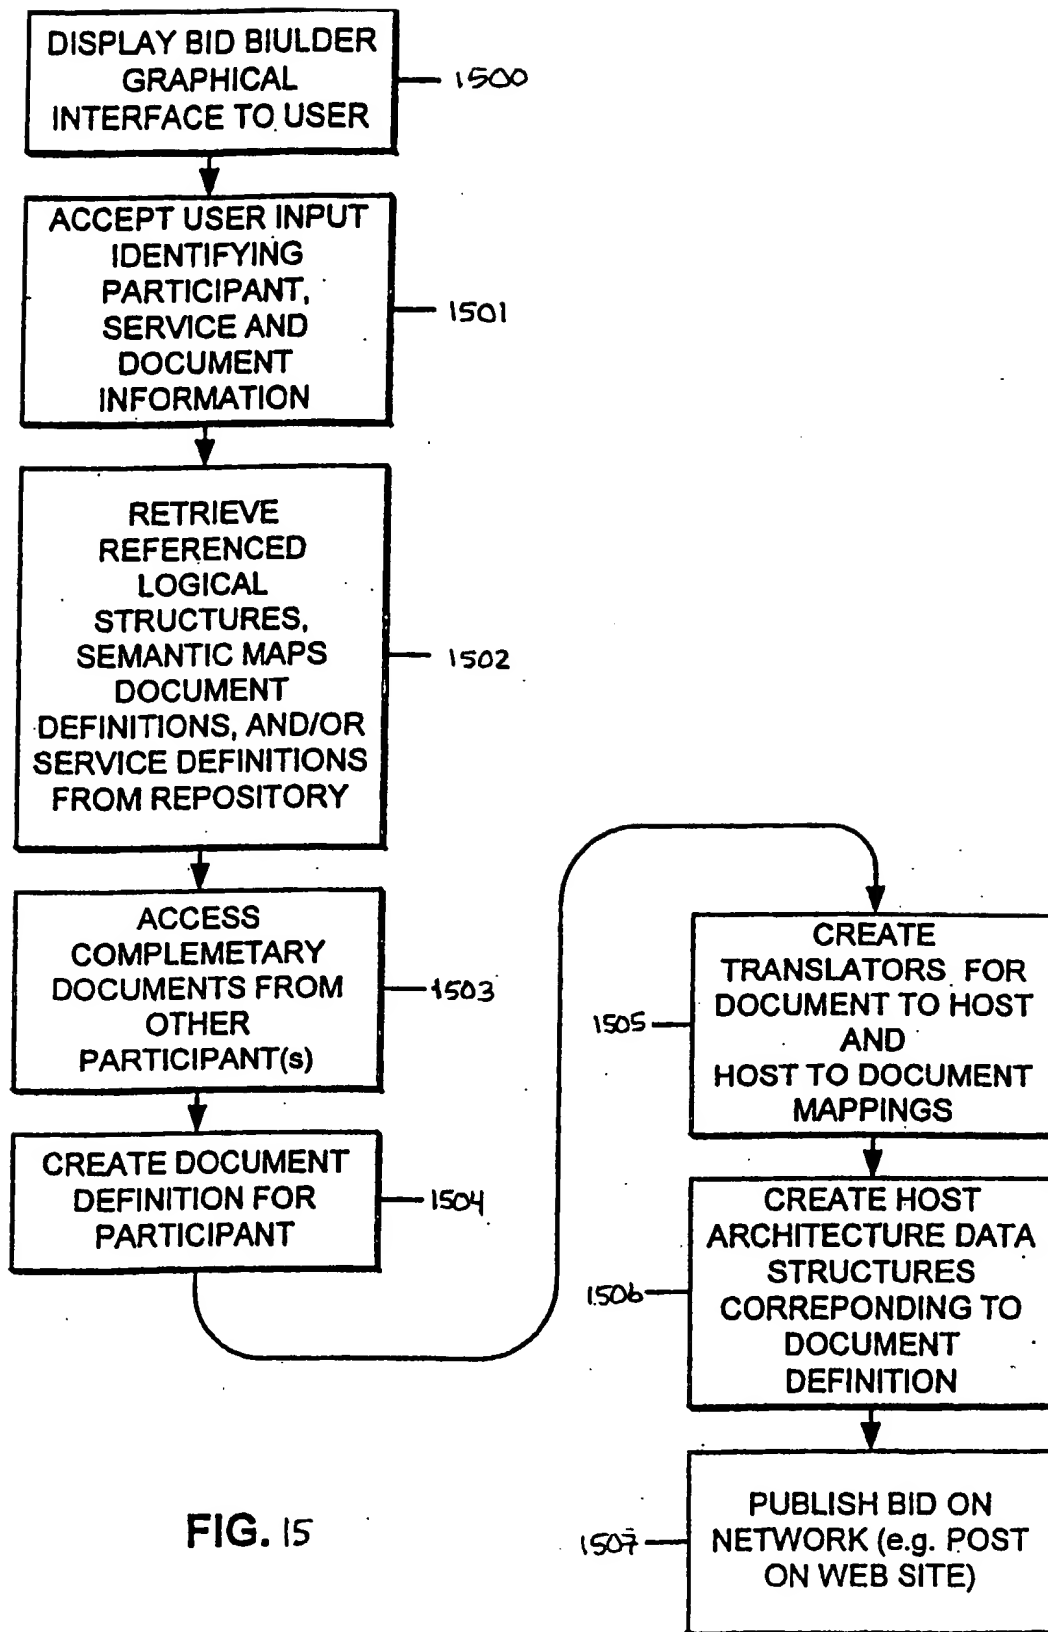 DISPLAY BID BIULDER
GRAPHICAL
INTERFACE TO USER
1500
ACCEPT USER INPUT
IDENTIFYING
PARTICIPANT,
SERVICE AND
DOCUMENT
INFORMATION
1501
RETRIEVE
REFERENCED
LOGICAL
STRUCTURES,
SEMANTIC MAPS
DOCUMENT
DEFINITIONS, AND/OR
SERVICE DEFINITIONS
FROM REPOSITORY
1502
ACCESS
COMPLEMETARY
DOCUMENTS FROM
OTHER
PARTICIPANT(s)
1503
CREATE DOCUMENT
DEFINITION FOR
PARTICIPANT
1504
CREATE
TRANSLATORS FOR
DOCUMENT TO HOST
AND
HOST TO DOCUMENT
MAPPINGS
1505
CREATE HOST
ARCHITECTURE DATA
STRUCTURES
CORREPONDING TO
DOCUMENT
DEFINITION
1506
PUBLISH BID ON
NETWORK (e.g. POST
ON WEB SITE)
1507
FIG. 15